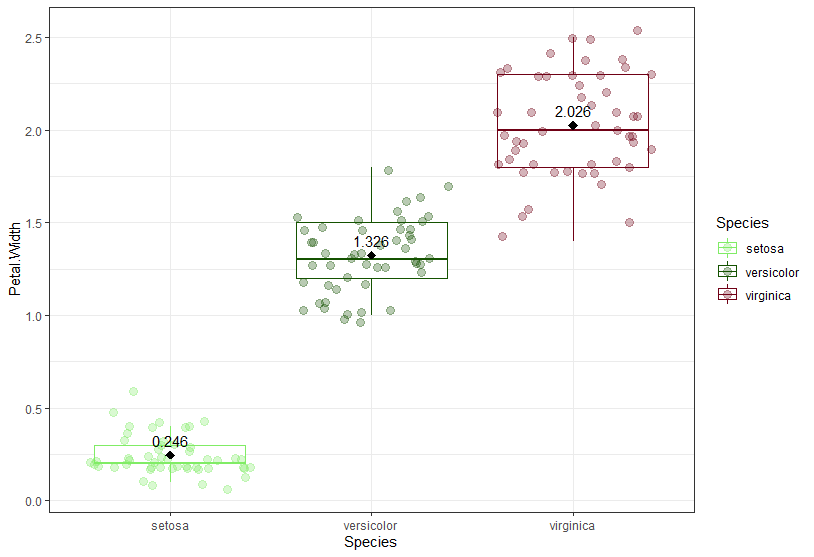 2.5
2.0
1.5
1.0
0.5
0.0
Petal.Width
2.026
1.326
0.246
setosa
versicolor
virginica
Species
Species
setosa
versicolor
virginica